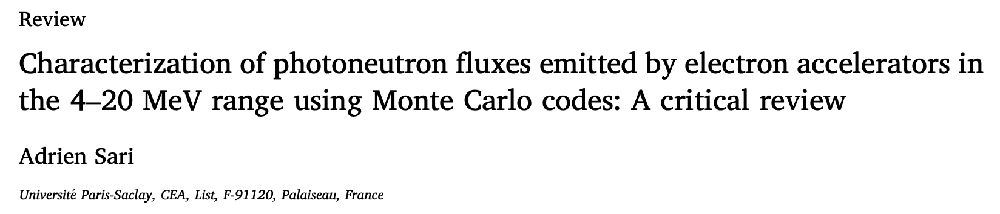 Review
Characterization of photoneutron fluxes emitted by electron accelerators in
the 4–20 MeV range using Monte Carlo codes: A critical review
Adrien Sari
Université Paris-Saclay, CEA, List, F-91120, Palaiseau, France